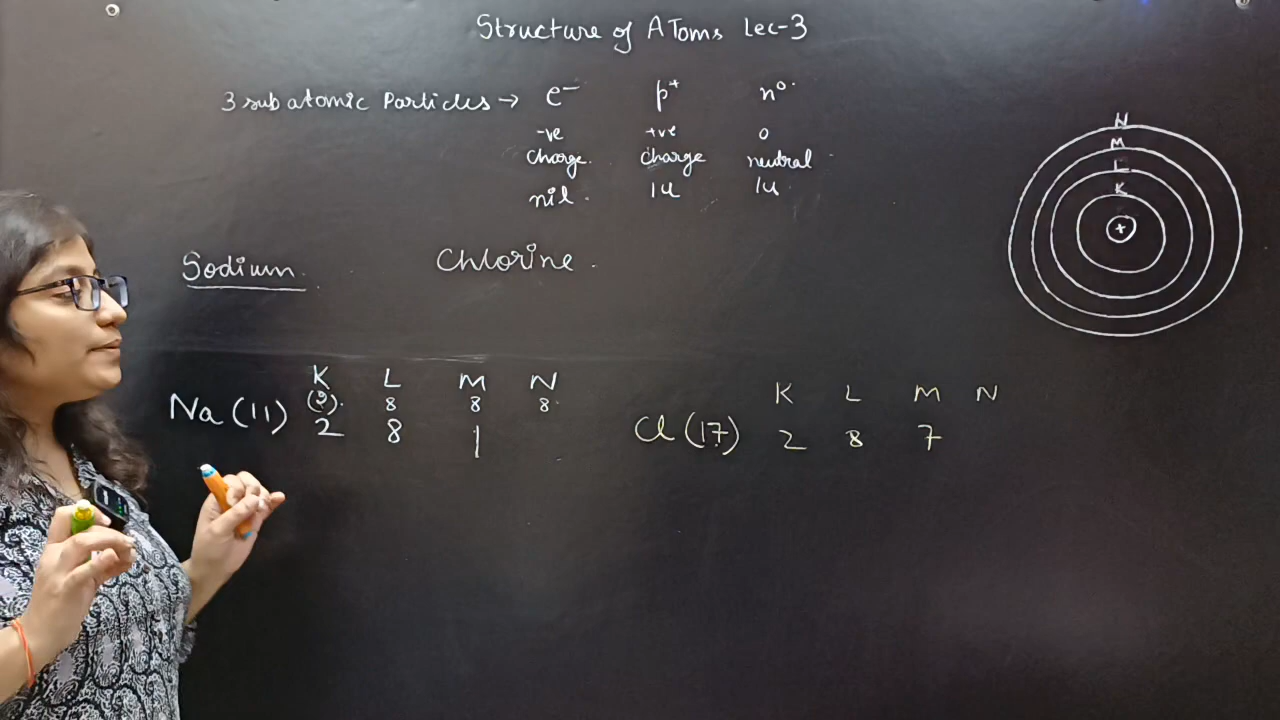 Structure of Atoms Lec-3
3 sub atomic Particles → e⁻ p⁺ n⁰
-ve +ve 0
charge. charge neutral
nil. 1u 1u
N
M
L
K
+
Sodium. Chlorine.
K L M N
(2). 8 8 8.
Na (11) 2 8 1
K L M N
Cl (17) 2 8 7